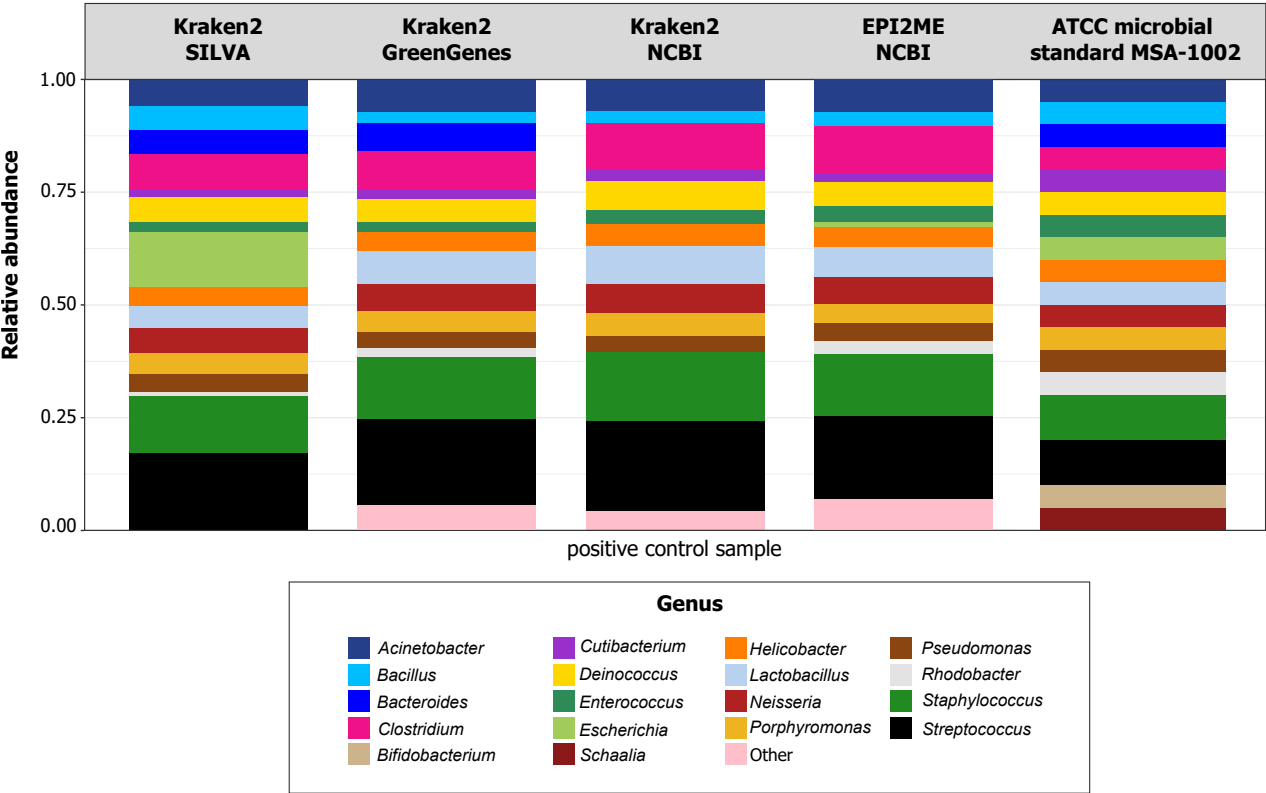 Kraken2
SILVA
Kraken2
GreenGenes
Kraken2
NCBI
EPI2ME
NCBI
ATCC microbial
standard MSA-1002
Relative abundance
1.00
0.75
0.50
0.25
0.00
positive control sample
Genus
Acinetobacter
Bacillus
Bacteroides
Clostridium
Bifidobacterium
Cutibacterium
Deinococcus
Enterococcus
Escherichia
Schaalia
Helicobacter
Lactobacillus
Neisseria
Porphyromonas
Other
Pseudomonas
Rhodobacter
Staphylococcus
Streptococcus